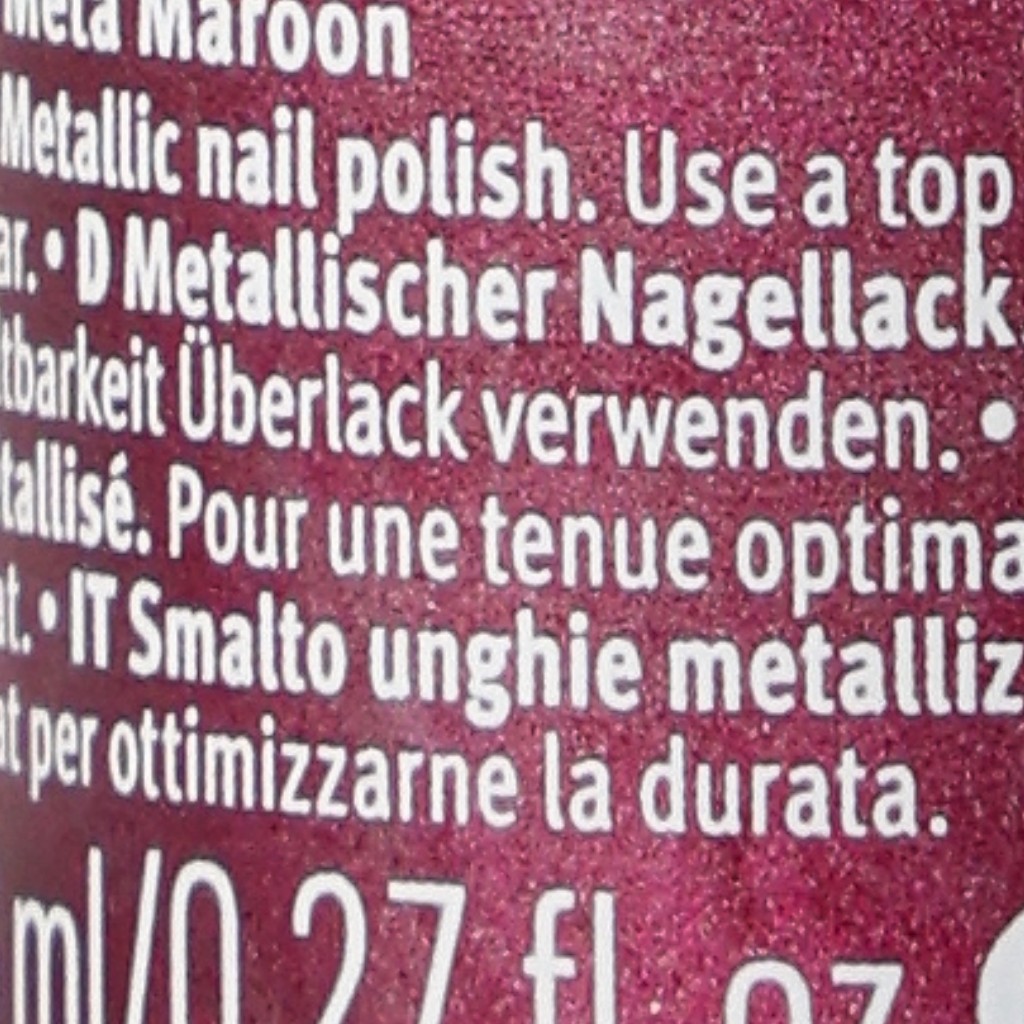 meta Maroon
Metallic nail polish. Use a top
ar. • D Metallischer Nagellack.
tbarkeit Überlack verwenden. •
tallisé. Pour une tenue optima
at. • IT Smalto unghie metalliz
at per ottimizzarne la durata.
ml/0.27 fl. oz